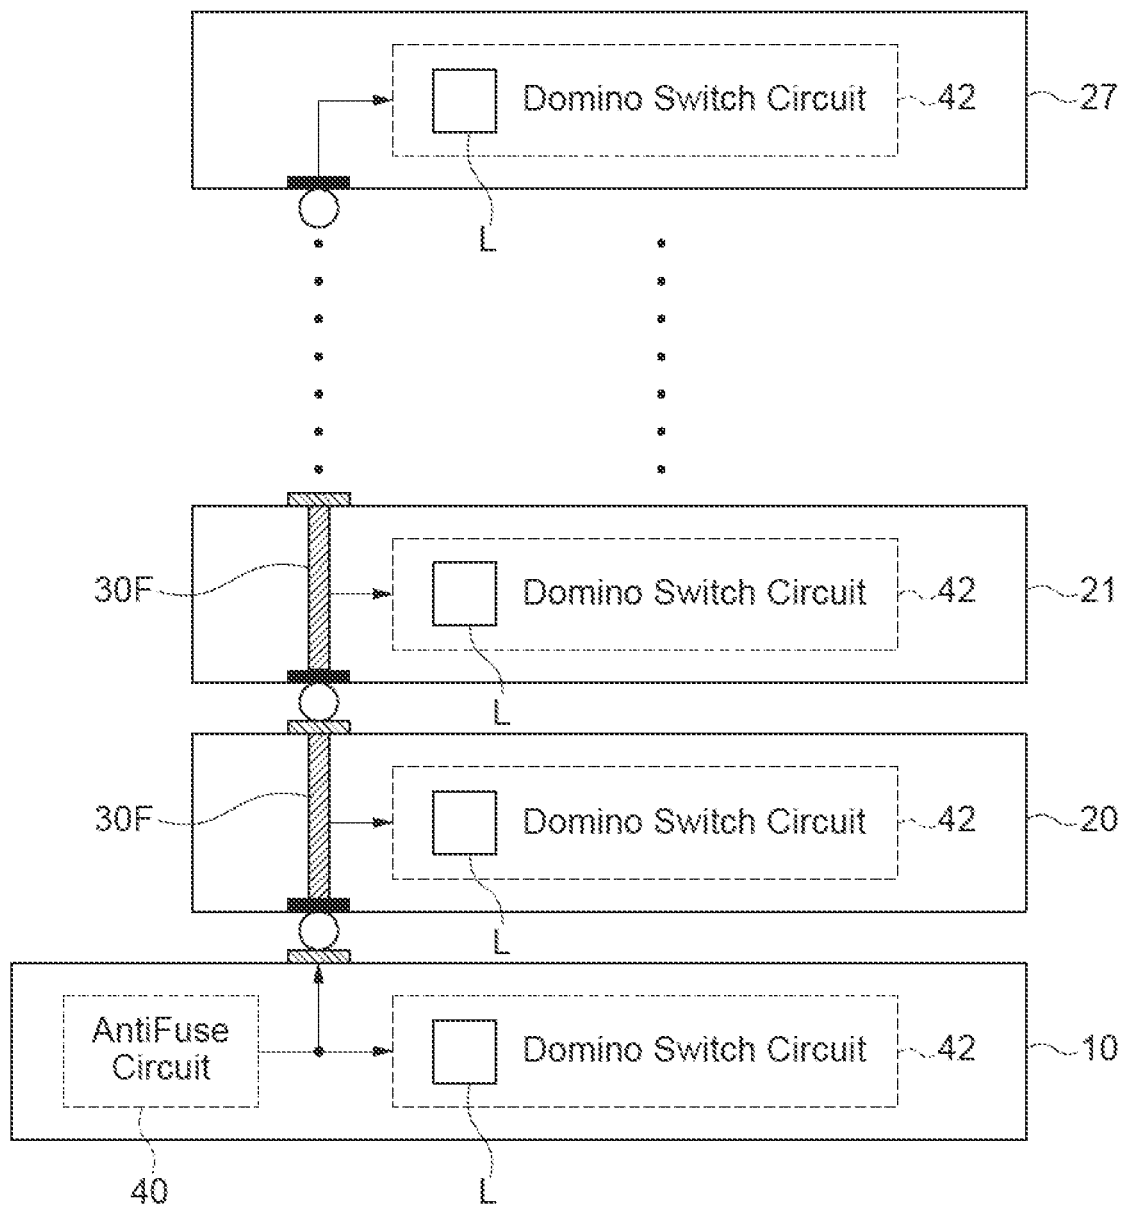 Domino Switch Circuit 42 27
L
30F Domino Switch Circuit 42 21
L
30F Domino Switch Circuit 42 20
L
AntiFuse
Circuit Domino Switch Circuit 42 10
40 L